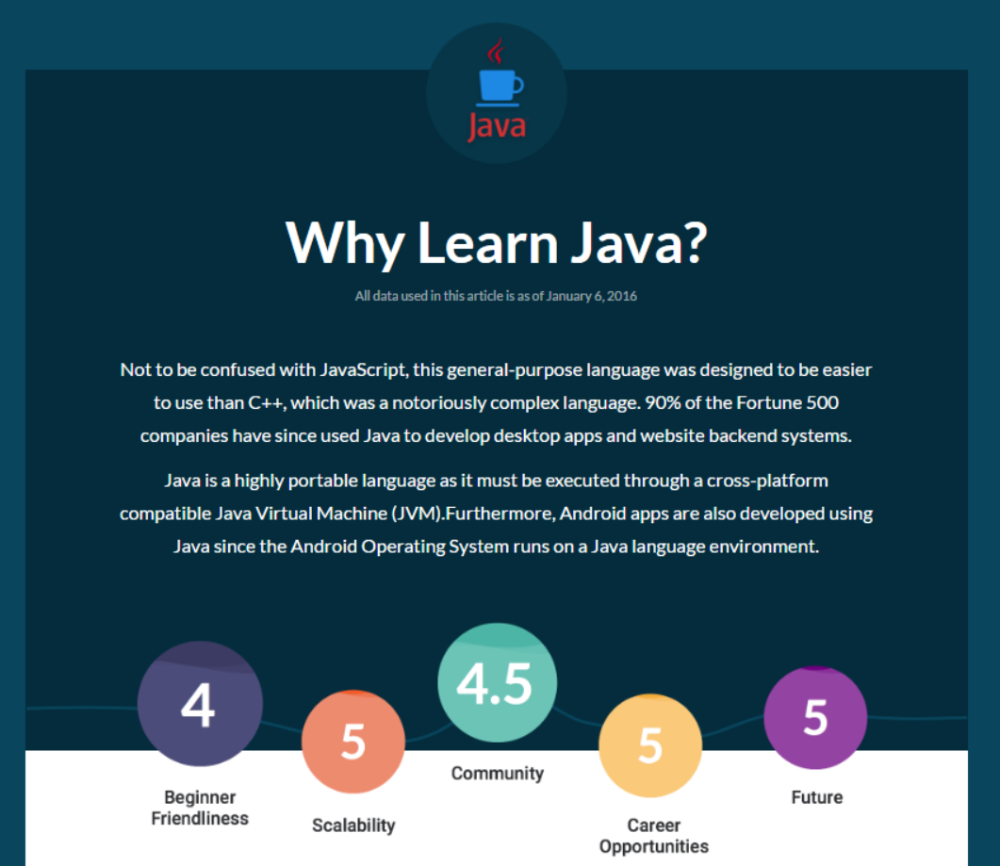 Java
Why Learn Java?
All data used in this article is as of January 6, 2016
Not to be confused with JavaScript, this general-purpose language was designed to be easier
to use than C++, which was a notoriously complex language. 90% of the Fortune 500
companies have since used Java to develop desktop apps and website backend systems.
Java is a highly portable language as it must be executed through a cross-platform
compatible Java Virtual Machine (JVM).Furthermore, Android apps are also developed using
Java since the Android Operating System runs on a Java language environment.
4
Beginner
Friendliness
5
Scalability
4.5
Community
5
Career
Opportunities
5
Future